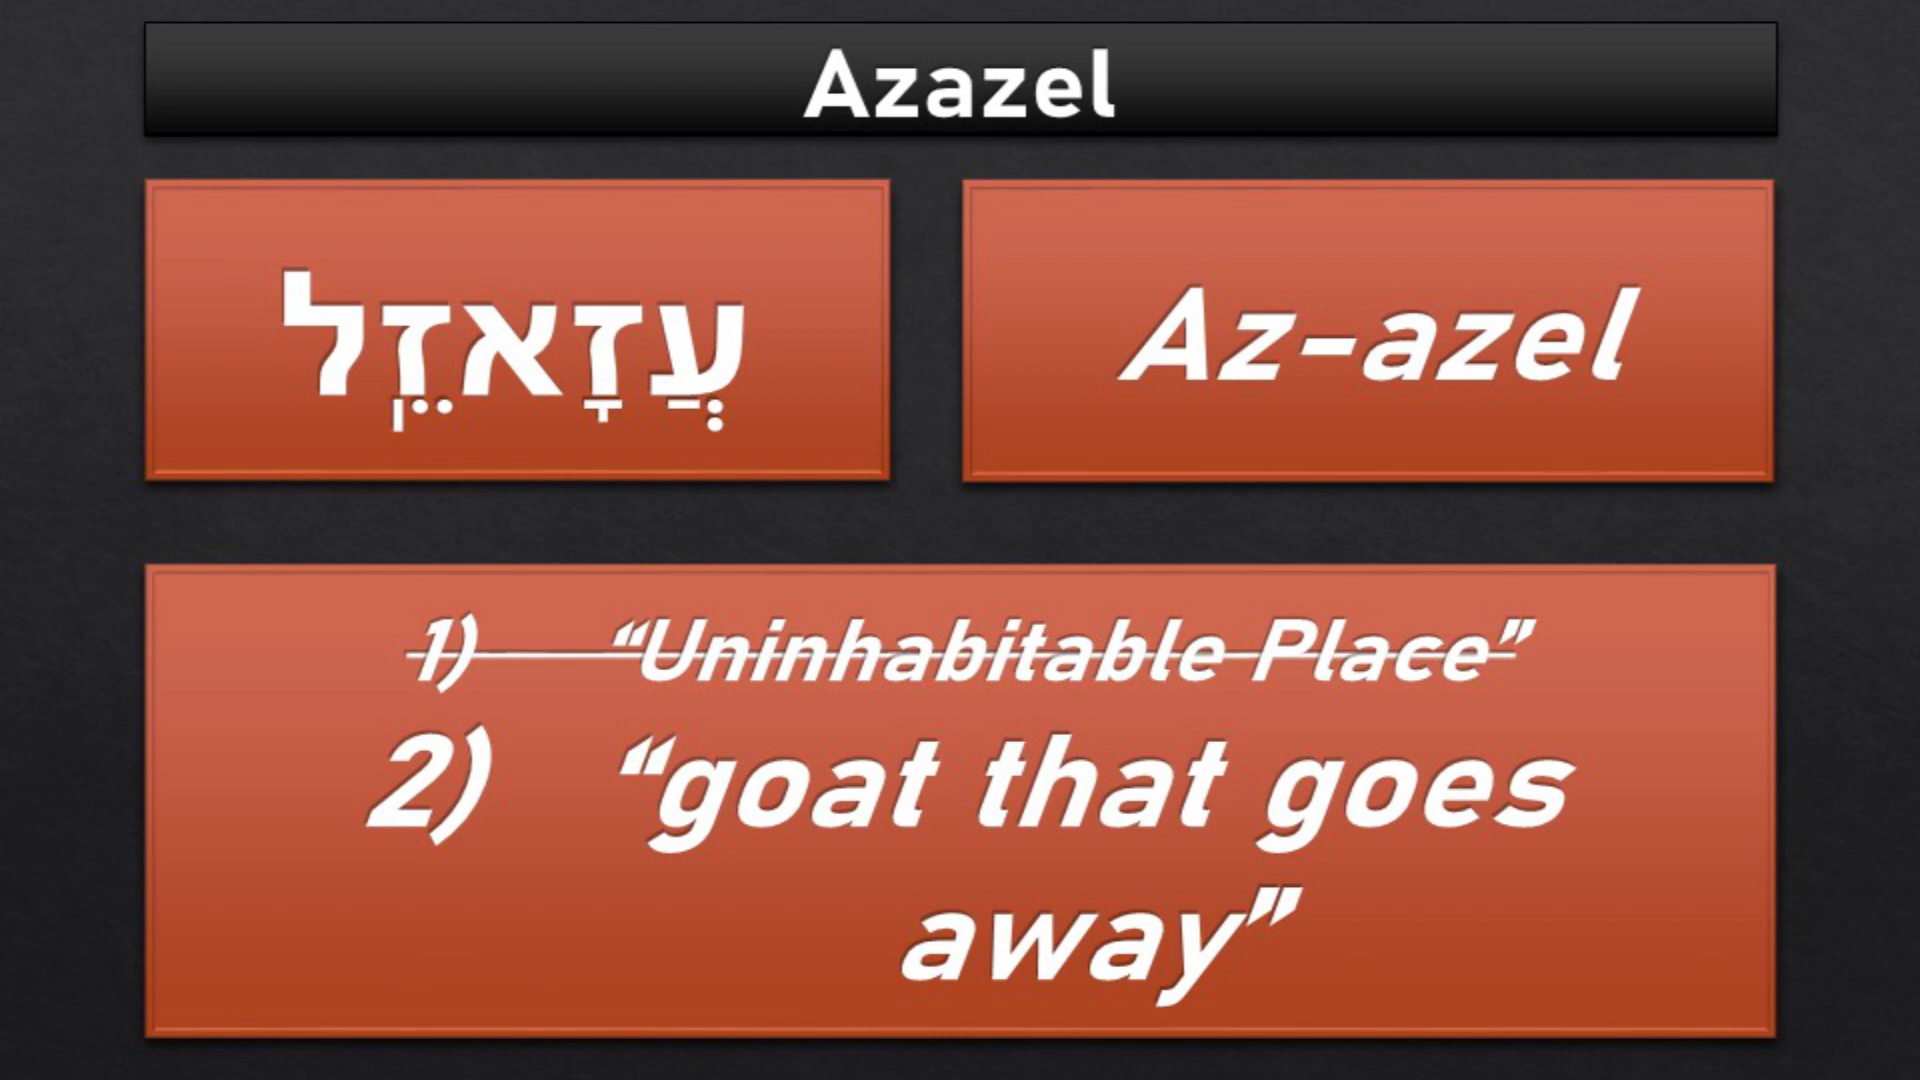 Azazel
עֲזָאזֵֽל
Az-azel
1) “Uninhabitable Place”
2) “goat that goes
away”